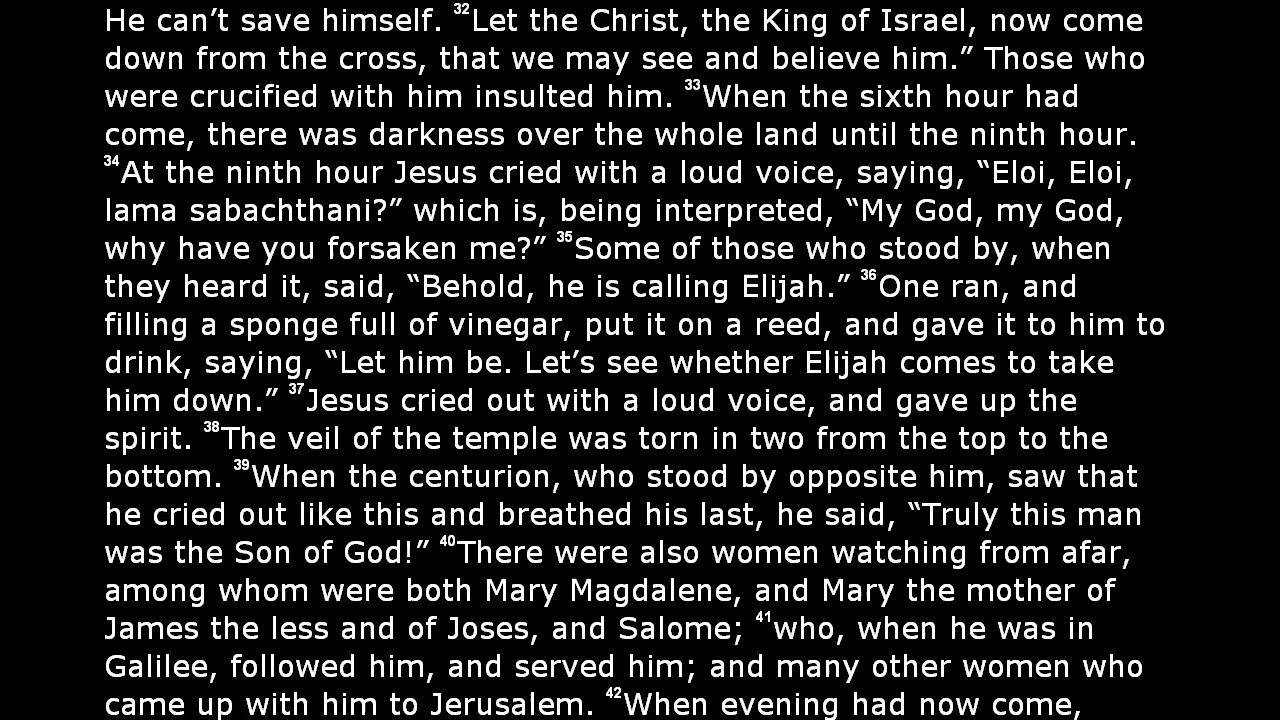 He can’t save himself. 32Let the Christ, the King of Israel, now come
down from the cross, that we may see and believe him.” Those who
were crucified with him insulted him. 33When the sixth hour had
come, there was darkness over the whole land until the ninth hour.
34At the ninth hour Jesus cried with a loud voice, saying, “Eloi, Eloi,
lama sabachthani?” which is, being interpreted, “My God, my God,
why have you forsaken me?” 35Some of those who stood by, when
they heard it, said, “Behold, he is calling Elijah.” 36One ran, and
filling a sponge full of vinegar, put it on a reed, and gave it to him to
drink, saying, “Let him be. Let’s see whether Elijah comes to take
him down.” 37Jesus cried out with a loud voice, and gave up the
spirit. 38The veil of the temple was torn in two from the top to the
bottom. 39When the centurion, who stood by opposite him, saw that
he cried out like this and breathed his last, he said, “Truly this man
was the Son of God!” 40There were also women watching from afar,
among whom were both Mary Magdalene, and Mary the mother of
James the less and of Joses, and Salome; 41who, when he was in
Galilee, followed him, and served him; and many other women who
came up with him to Jerusalem. 42When evening had now come,